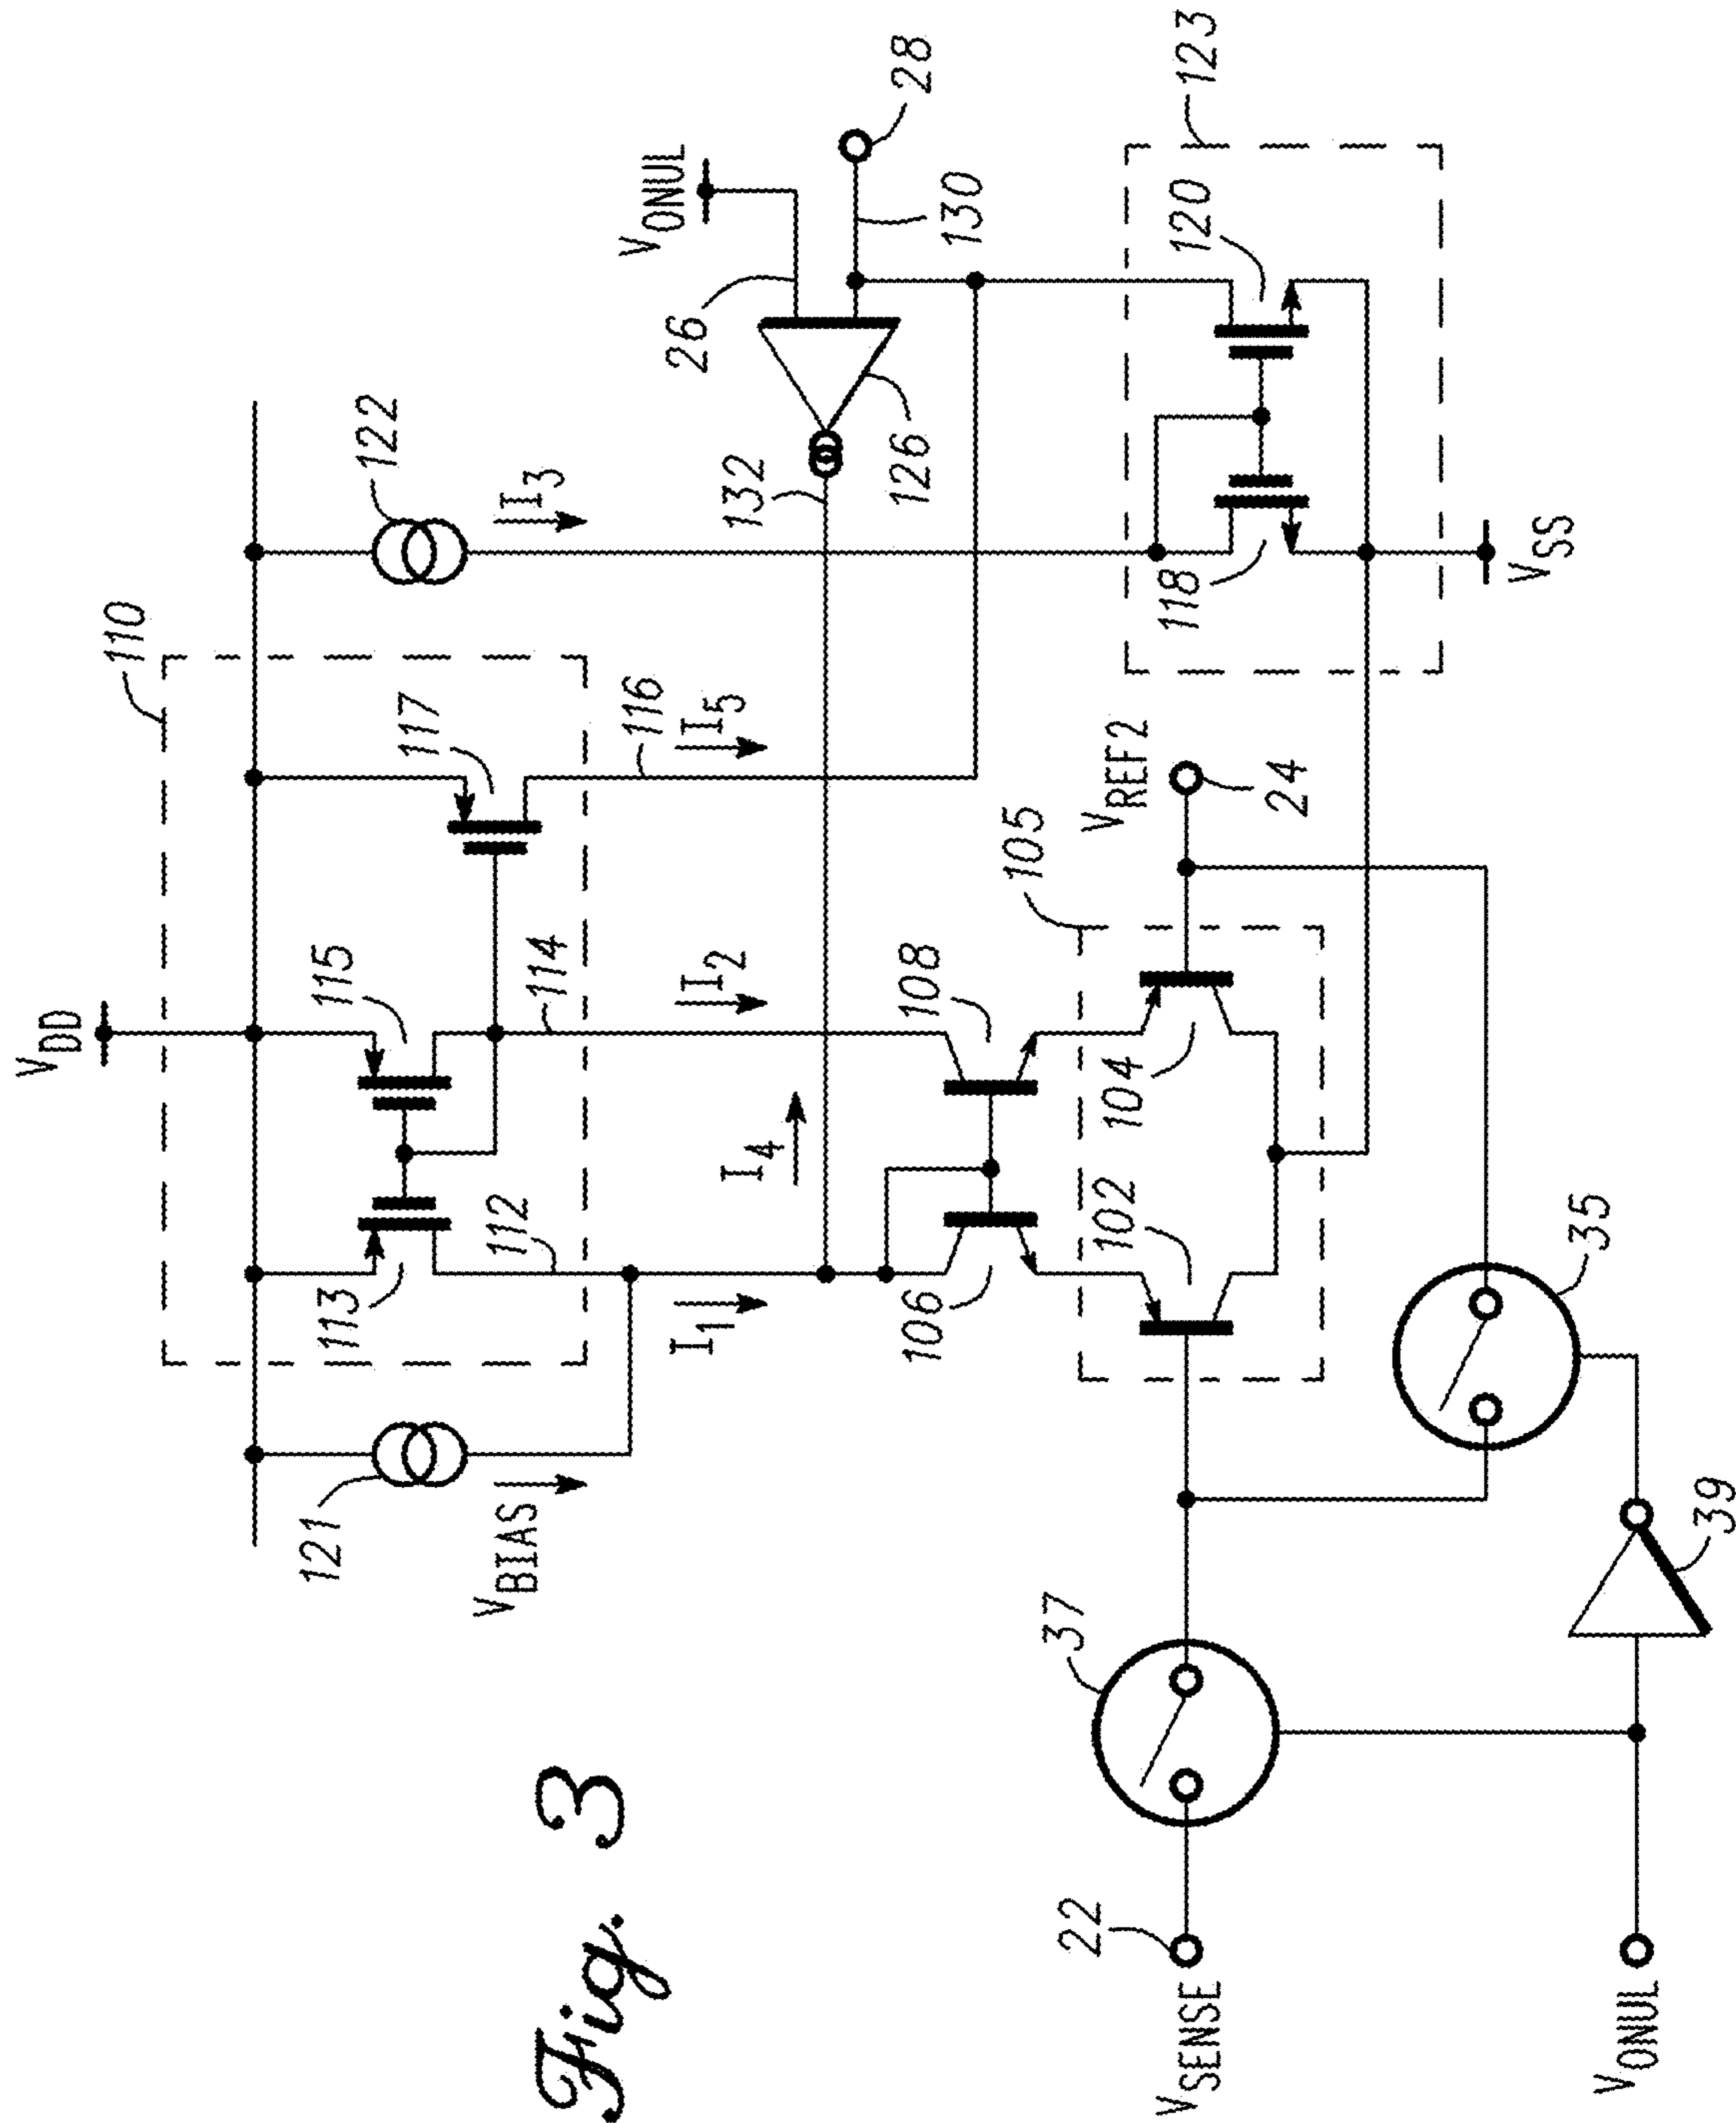 V_DD
110
113
115
117
122
121
V_BIAS
I_3
112
114
116
I_1
I_2
I_5
I_4
132
26
V_ONUL
126
28
130
106
108
105
V_REF2
24
102
104
118
120
123
V_SS
37
22
V_SENSE
35
39
V_ONUL
Fig. 3